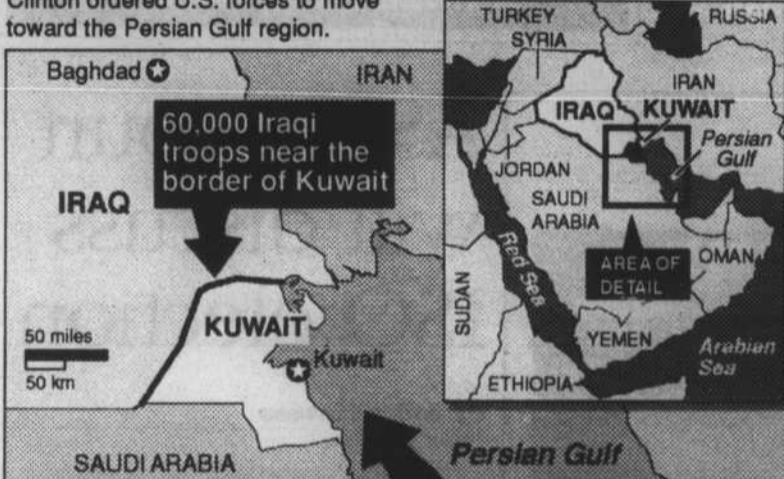 Clinton ordered U.S. forces to move
toward the Persian Gulf region.
Baghdad
IRAN
60,000 Iraqi
troops near the
border of Kuwait
IRAQ
KUWAIT
Kuwait
50 miles
50 km
SAUDI ARABIA
Persian Gulf
TURKEY
RUSSIA
SYRIA
IRAN
IRAQ
KUWAIT
Persian
Gulf
JORDAN
SAUDI
ARABIA
Red Sea
AREA OF
DETAIL
OMAN
SUDAN
YEMEN
Arabian
Sea
ETHIOPIA